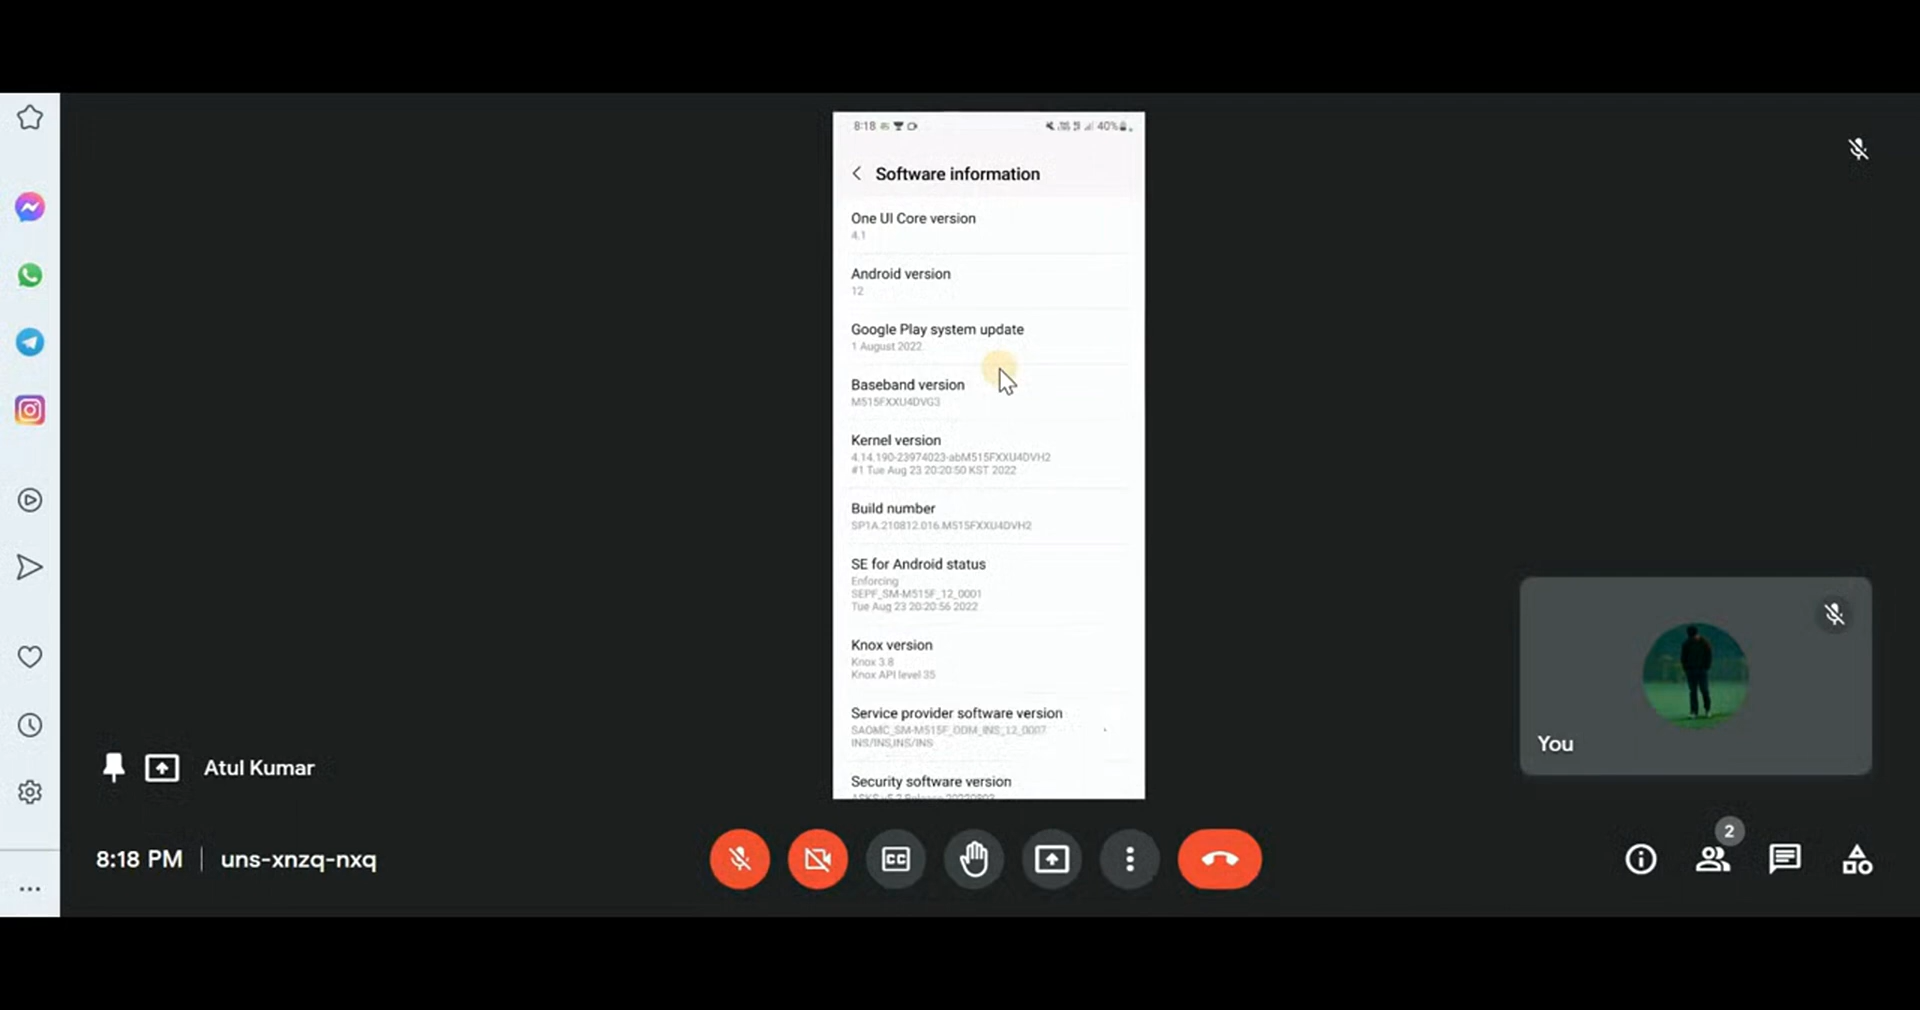 8:18
40%
Software information
One UI Core version
4.1
Android version
12
Google Play system update
1 August 2022
Baseband version
M515FXXU4DVG3
Kernel version
4.14.190-23974023-abM515FXXU4DVH2
#1 Tue Aug 23 20:20:50 KST 2022
Build number
SP1A.210812.016.M515FXXU4DVH2
SE for Android status
Enforcing
SEPF_SM-M515F_12_0001
Tue Aug 23 20:20:56 2022
Knox version
Knox 3.8
Knox API level 35
Service provider software version
SAOMC_SM-M515F_ODM_INS_12_0007
INS/INS,INS/INS
Security software version
You
Atul Kumar
8:18 PM
uns-xnzq-nxq
CC
2